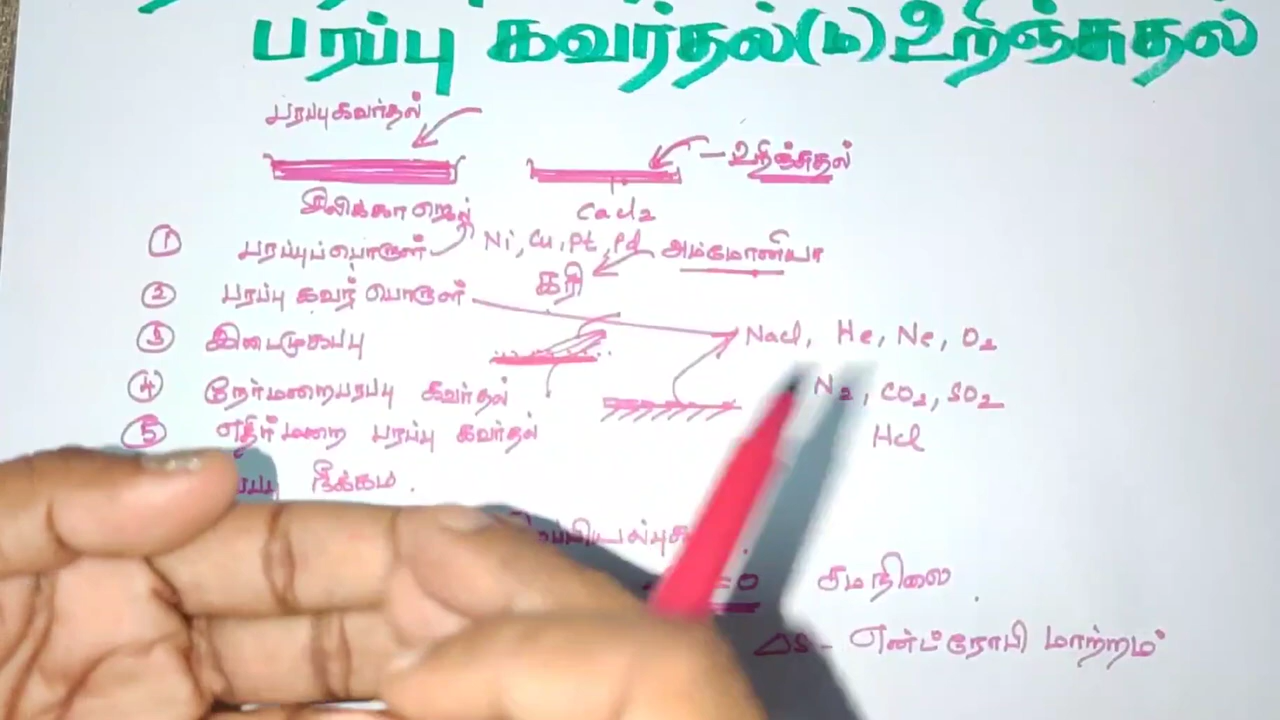 பரப்பு கவர்தல்(ம)உறிஞ்சுதல்
பரப்புகவர்தல்
- உறிஞ்சுதல்
சிலிக்கா ஜெல்
CaCl2
① பரப்புப்பொருள் Ni, Cu, Pt, Pd அம்மோனியா
கரி
② பரப்பு கவர் பொருள்
③ இடைமுகப்பு NaCl, He, Ne, O2
④ நேர்மறைபரப்பு கவர்தல் N2, CO2, SO2
⑤ எதிர்மறை பரப்பு கவர்தல் HCl
நீக்கம்.
=0 சமநிலை.
ΔS - என்ட்ரோபி மாற்றம்